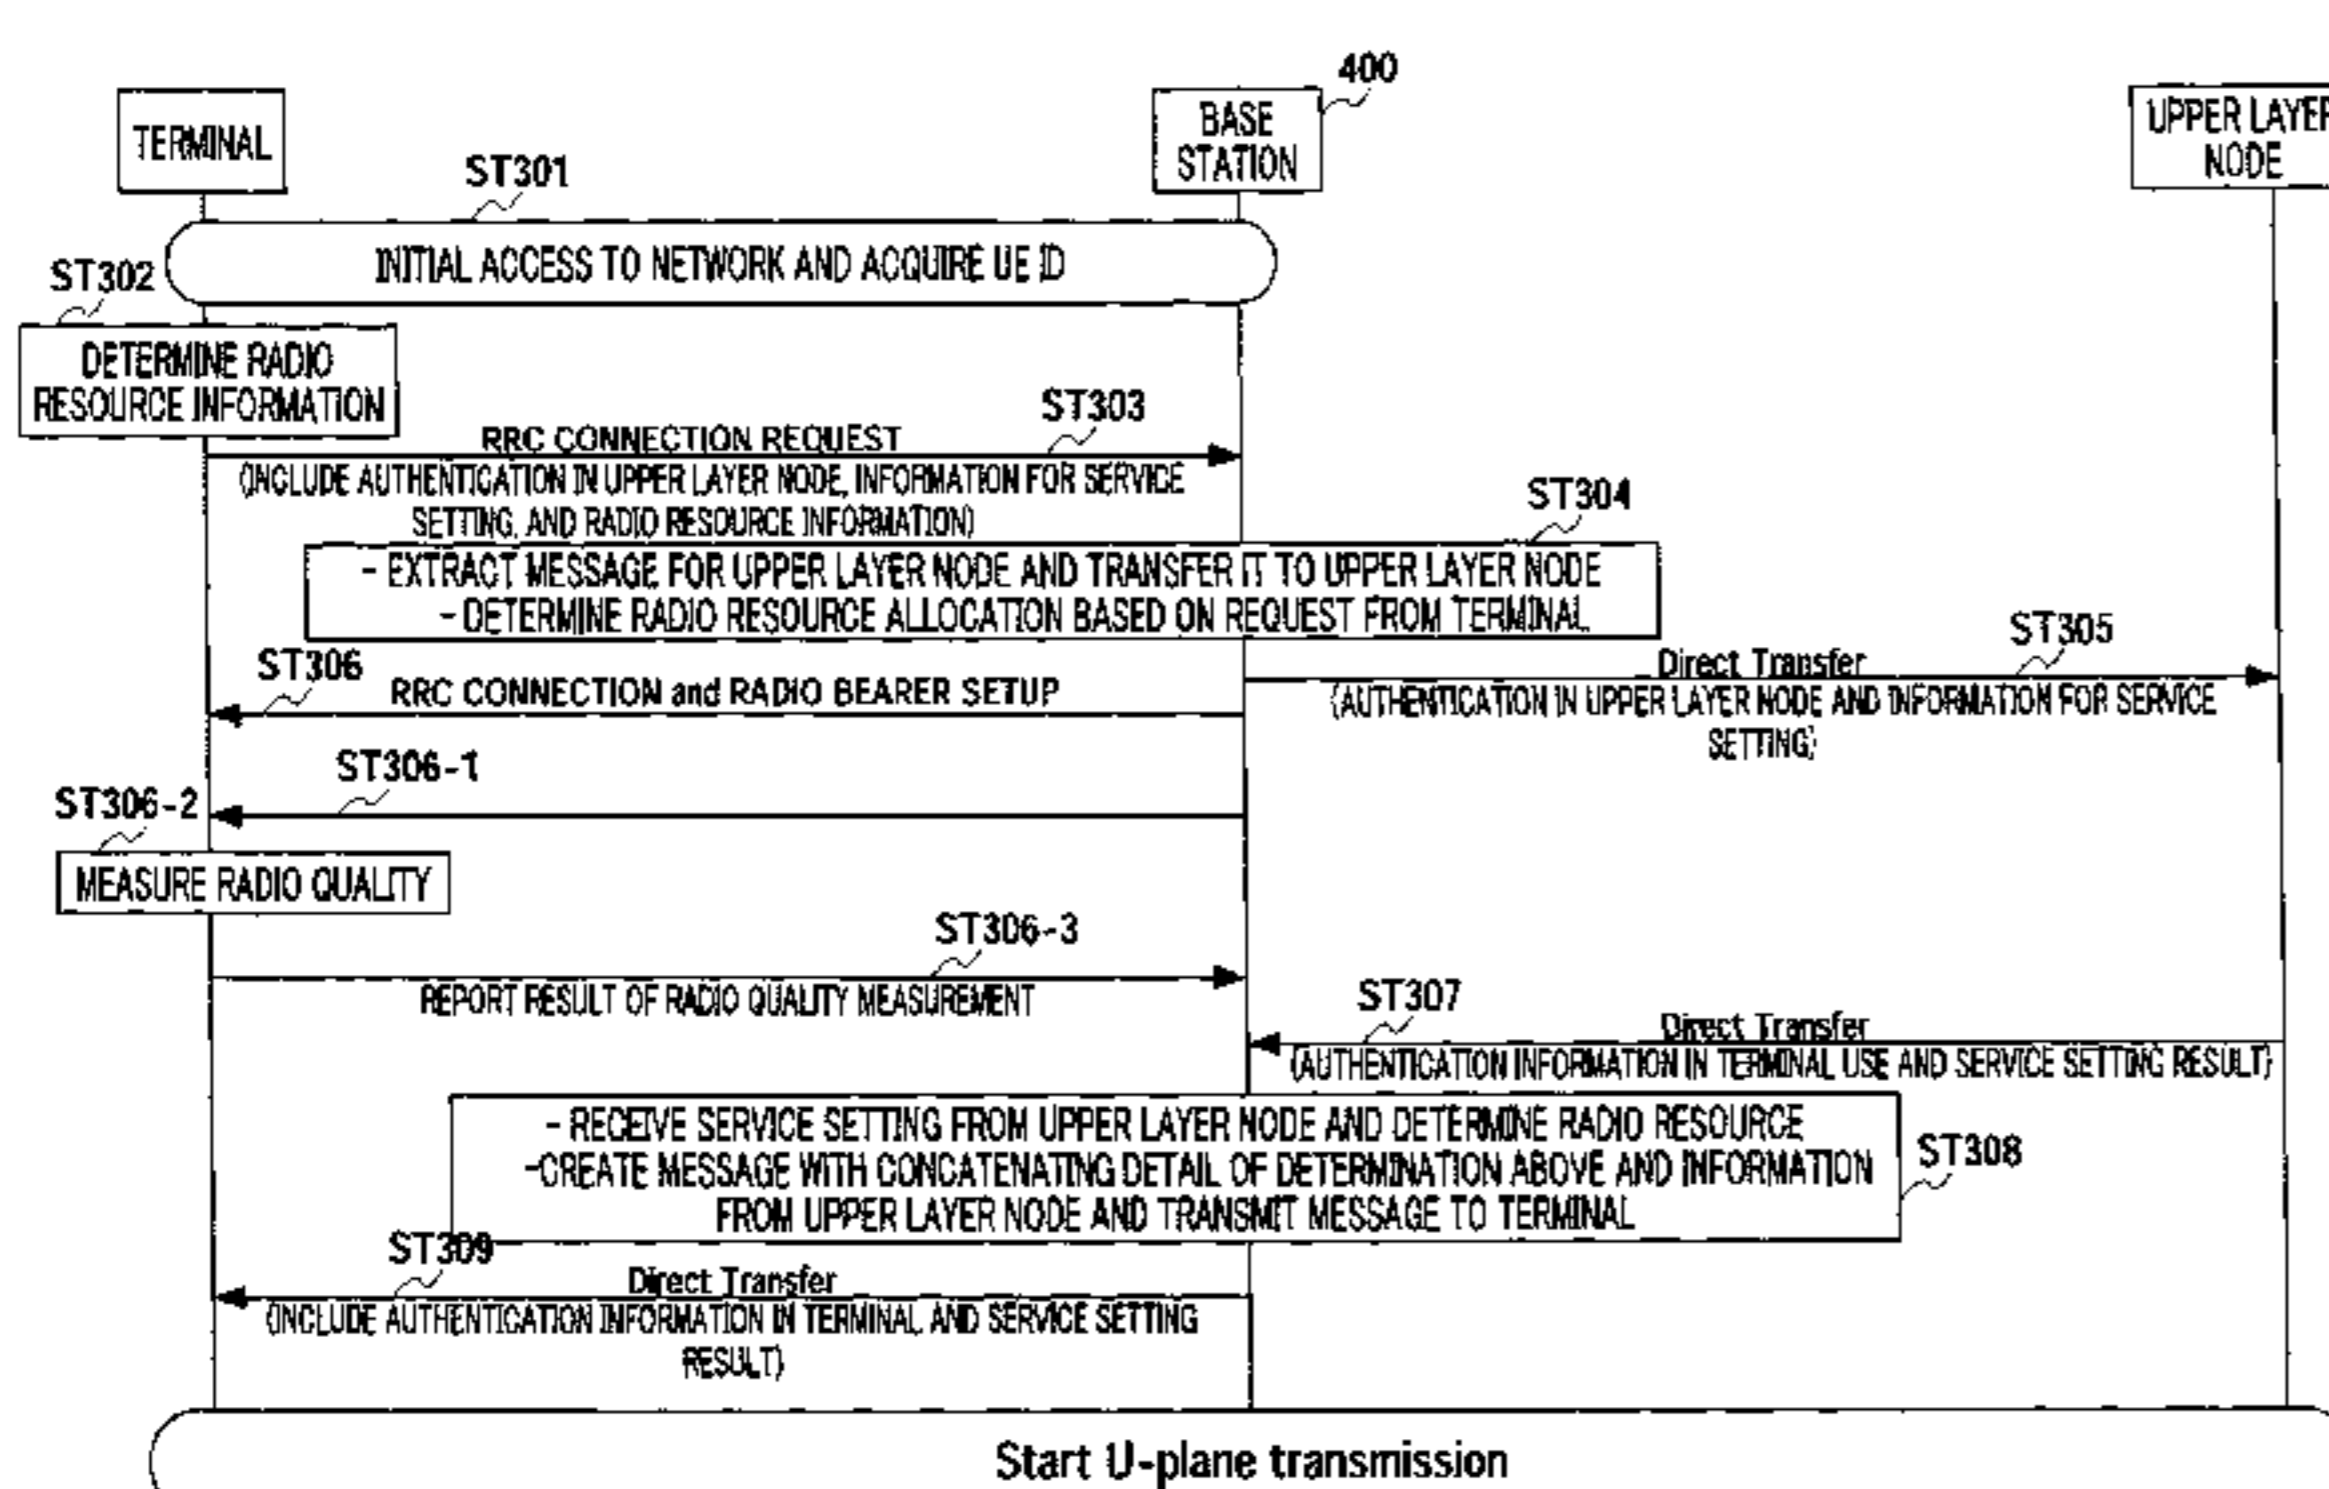 400
TERMINAL
BASE
STATION
UPPER LAYER
NODE
ST301
INITIAL ACCESS TO NETWORK AND ACQUIRE UE ID
ST302
DETERMINE RADIO
RESOURCE INFORMATION
ST303
RRC CONNECTION REQUEST
(INCLUDE AUTHENTICATION IN UPPER LAYER NODE, INFORMATION FOR SERVICE
SETTING, AND RADIO RESOURCE INFORMATION)
ST304
- EXTRACT MESSAGE FOR UPPER LAYER NODE AND TRANSFER IT TO UPPER LAYER NODE
- DETERMINE RADIO RESOURCE ALLOCATION BASED ON REQUEST FROM TERMINAL
ST305
Direct Transfer
(AUTHENTICATION IN UPPER LAYER NODE AND INFORMATION FOR SERVICE
SETTING)
ST306
RRC CONNECTION and RADIO BEARER SETUP
ST306-1
ST306-2
MEASURE RADIO QUALITY
ST306-3
REPORT RESULT OF RADIO QUALITY MEASUREMENT
ST307
Direct Transfer
(AUTHENTICATION INFORMATION IN TERMINAL USE AND SERVICE SETTING RESULT)
- RECEIVE SERVICE SETTING FROM UPPER LAYER NODE AND DETERMINE RADIO RESOURCE
-CREATE MESSAGE WITH CONCATENATING DETAIL OF DETERMINATION ABOVE AND INFORMATION
FROM UPPER LAYER NODE AND TRANSMIT MESSAGE TO TERMINAL
ST308
ST309
Direct Transfer
(INCLUDE AUTHENTICATION INFORMATION IN TERMINAL AND SERVICE SETTING
RESULT)
Start U-plane transmission